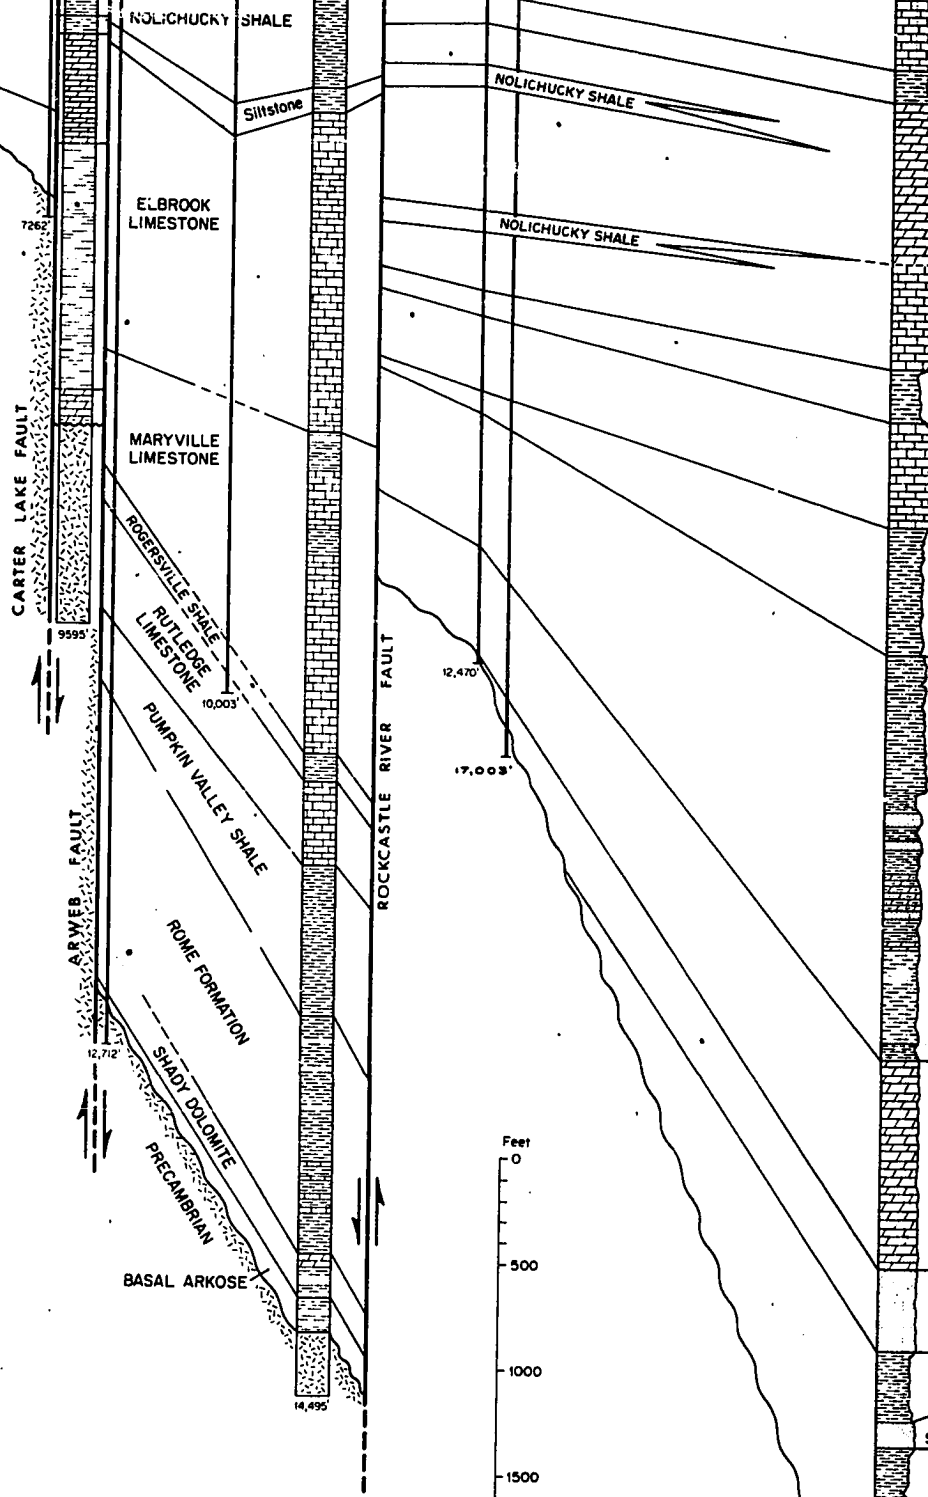 NOLICHUCKY SHALE
Siltstone
NOLICHUCKY SHALE
ELBROOK
LIMESTONE
7262'
NOLICHUCKY SHALE
MARYVILLE
LIMESTONE
CARTER LAKE FAULT
ROGERSVILLE SHALE
RUTLEDGE
LIMESTONE
9595'
10,003'
12,470'
17,003'
ROCKCASTLE RIVER FAULT
PUMPKIN VALLEY SHALE
ARWEB FAULT
ROME FORMATION
12,712'
SHADY DOLOMITE
PRECAMBRIAN
BASAL ARKOSE
14,495'
Feet
0
500
1000
1500